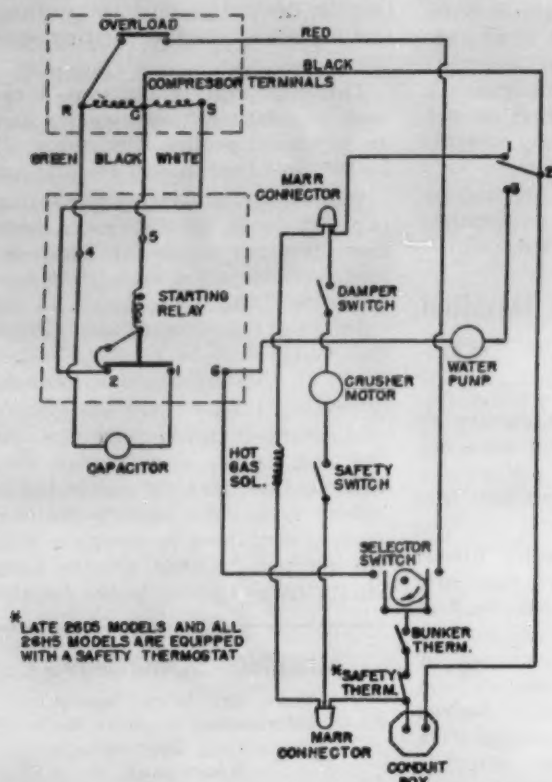 OVERLOAD
RED
BLACK
COMPRESSOR TERMINALS
R
C
S
GREEN
BLACK
WHITE
MARR
CONNECTOR
1
2
3
4
5
DAMPER
SWITCH
STARTING
RELAY
WATER
PUMP
2
1
6
CRUSHER
MOTOR
CAPACITOR
HOT
GAS
SOL.
SAFETY
SWITCH
SELECTOR
SWITCH
* LATE 26D5 MODELS AND ALL
26H5 MODELS ARE EQUIPPED
WITH A SAFETY THERMOSTAT
BUNKER
THERM.
* SAFETY
THERM.
MARR
CONNECTOR
CONDUIT
BOX